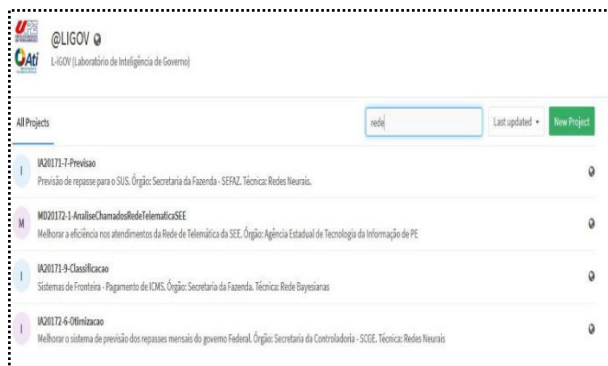 @LIGOV
Ati
L-iGOV (Laboratório de Inteligência de Governo)
All Projects
rede
Last updated
New Project
I
IA20171-7-Previsao
Previsão de repasse para o SUS. Órgão: Secretaria da Fazenda - SEFAZ. Técnica: Redes Neurais.
M
MD20172-1-AnaliseChamadosRedeTelematicaSEE
Melhorar a eficiência nos atendimentos da Rede de Telemática da SEE. Órgão: Agência Estadual de Tecnologia da Informação de PE
I
IA20171-9-Classificacao
Sistemas de Fronteira - Pagamento de ICMS. Órgão: Secretaria da Fazenda. Técnica: Rede Bayesianas
I
IA20172-6-Otimizacao
Melhorar o sistema de previsão dos repasses mensais do governo Federal. Órgão: Secretaria da Controladoria - SCGE. Técnica: Redes Neurais